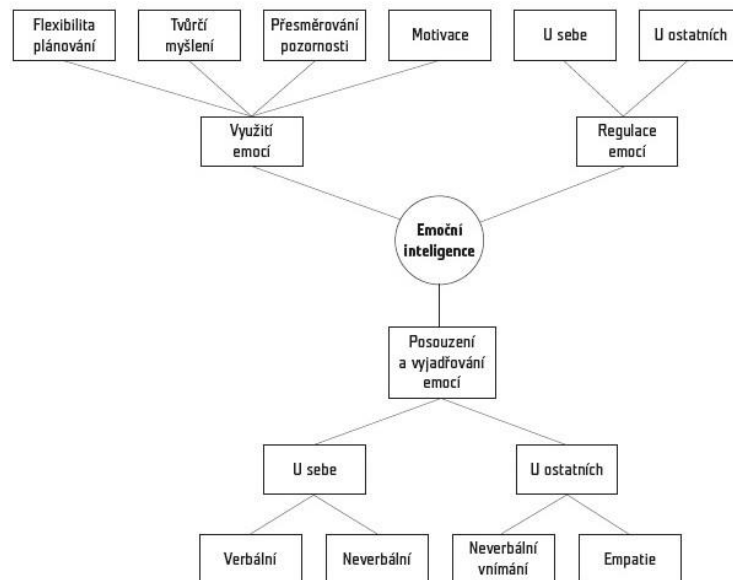 Flexibilita
plánování
Tvůrčí
myšlení
Přesměrování
pozornosti
Motivace
U sebe
U ostatních
Využití
emocí
Regulace
emocí
Emoční
inteligence
Posouzení
a vyjadřování
emocí
U sebe
U ostatních
Verbální
Neverbální
Neverbální
vnímání
Empatie